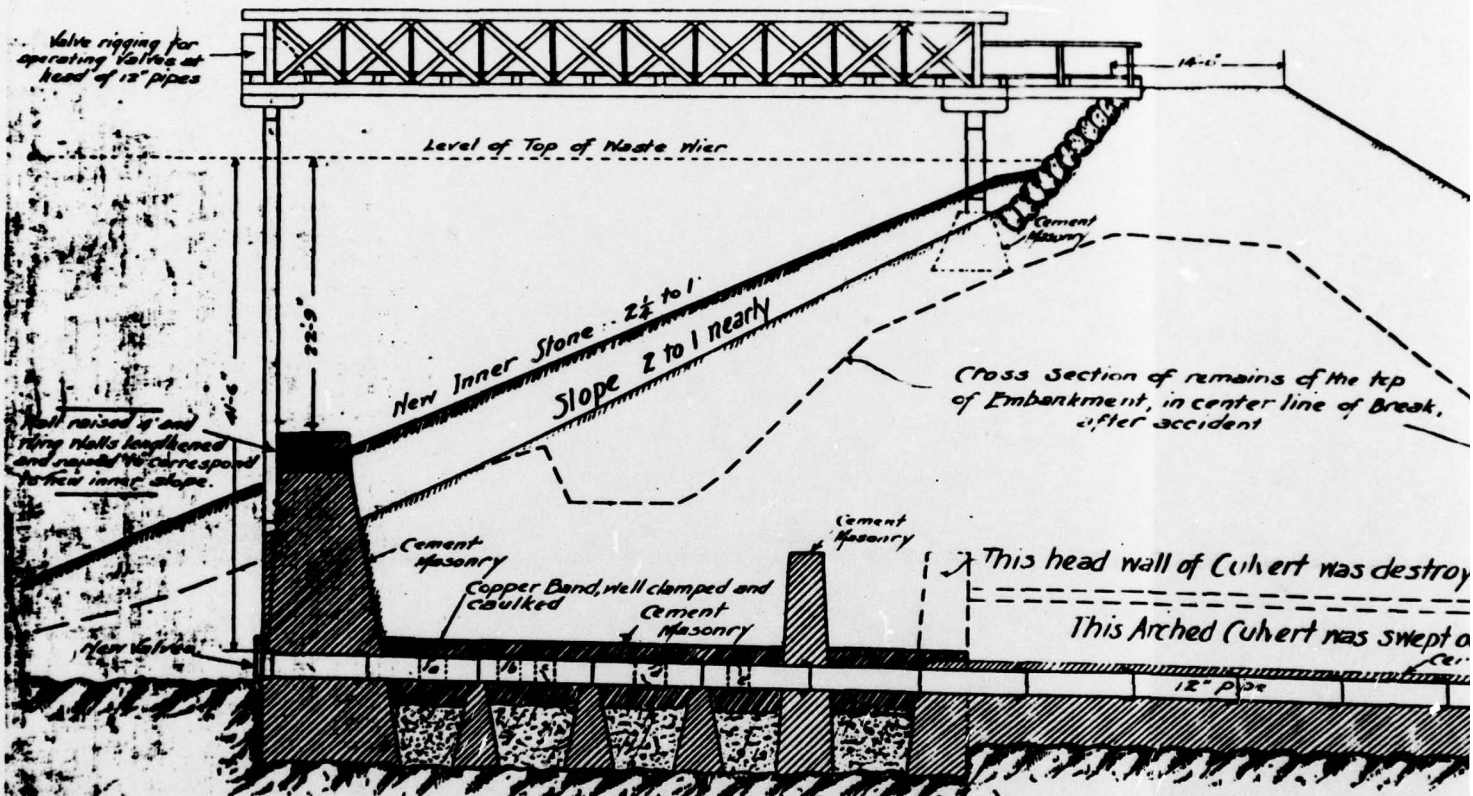 Valve rigging for
operating valves at
head of 12" pipes
14'-0"
Level of Top of Waste Wier
Cement
Masonry
22'-9"
41'-6"
New Inner Stone .. 2¼ to 1
Slope 2 to 1 nearly
Cross section of remains of the top
of Embankment, in center line of Break,
after accident
Wall raised 4' and
Wing Walls lengthened
and raised to correspond
to new inner slope.
Cement
Masonry
Cement
Masonry
Copper Band, well clamped and
caulked
Cement
Masonry
This head wall of Culvert was destroy
This Arched Culvert was swept o
New valves
Cer
12" pipe